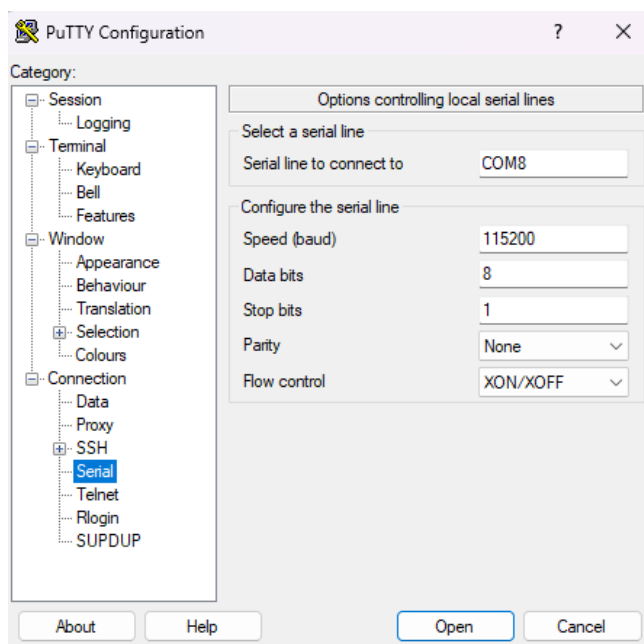 PuTTY Configuration
?
Category:
Session
Logging
Terminal
Keyboard
Bell
Features
Window
Appearance
Behaviour
Translation
Selection
Colours
Connection
Data
Proxy
SSH
Serial
Telnet
Rlogin
SUPDUP
Options controlling local serial lines
Select a serial line
Serial line to connect to COM8
Configure the serial line
Speed (baud) 115200
Data bits 8
Stop bits 1
Parity None
Flow control XON/XOFF
About Help Open Cancel